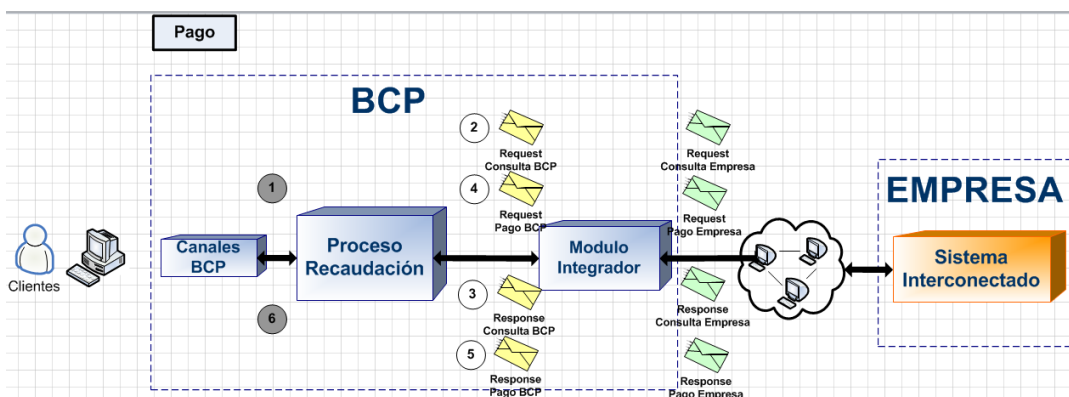 Pago
BCP
2
Request
Consulta BCP
Request
Consulta Empresa
1
4
Request
Pago BCP
Request
Pago Empresa
EMPRESA
Clientes
Canales
BCP
Proceso
Recaudación
Modulo
Integrador
Sistema
Interconectado
6
3
Response
Consulta BCP
Response
Consulta Empresa
5
Response
Pago BCP
Response
Pago Empresa